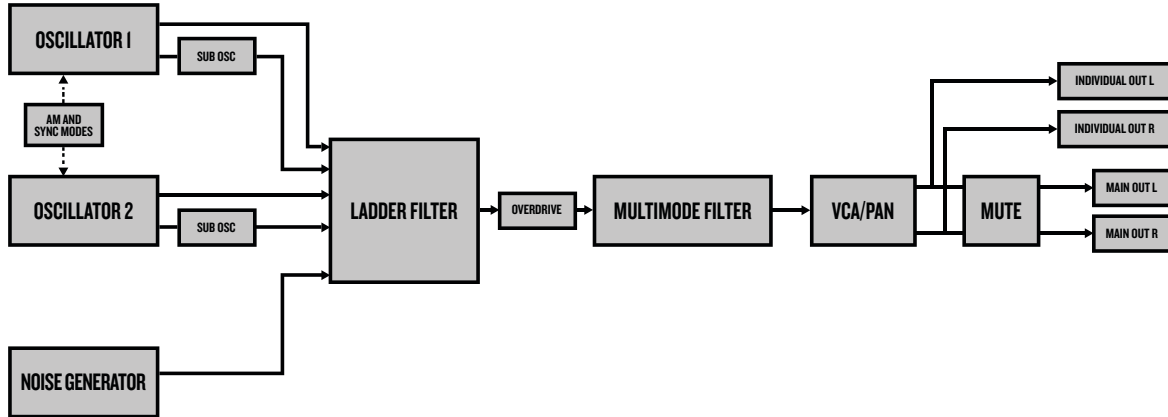 OSCILLATOR 1
SUB OSC
AM AND
SYNC MODES
OSCILLATOR 2
SUB OSC
NOISE GENERATOR
LADDER FILTER
OVERDRIVE
MULTIMODE FILTER
VCA/PAN
MUTE
INDIVIDUAL OUT L
INDIVIDUAL OUT R
MAIN OUT L
MAIN OUT R